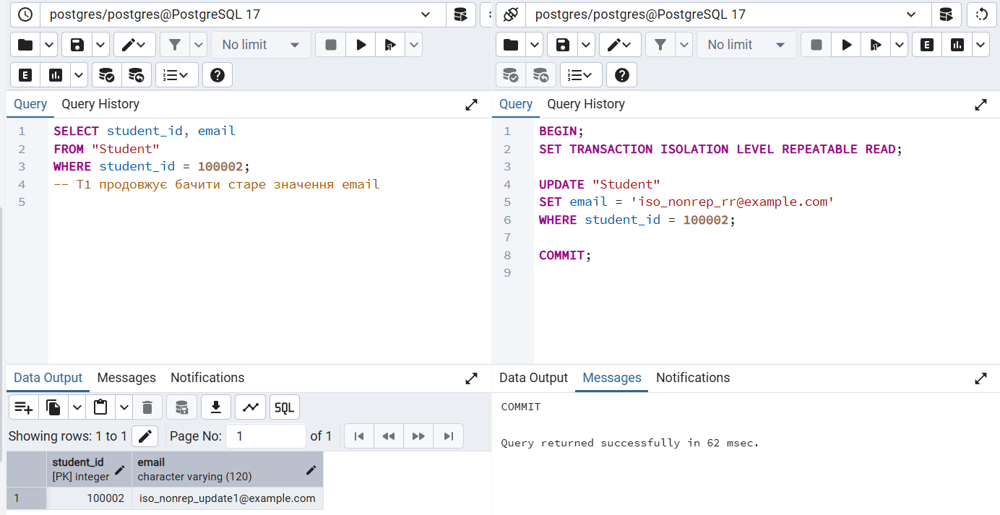 postgres/postgres@PostgreSQL 17
No limit
E
Query
Query History
1
SELECT student_id, email
2
FROM "Student"
3
WHERE student_id = 100002;
4
-- T1 продовжує бачити старе значення email
5
Data Output
Messages
Notifications
SQL
Showing rows: 1 to 1
Page No:
1
of 1
student_id
[PK] integer
email
character varying (120)
1
100002
iso_nonrep_update1@example.com
postgres/postgres@PostgreSQL 17
No limit
E
Query
Query History
1
BEGIN;
2
SET TRANSACTION ISOLATION LEVEL REPEATABLE READ;
3
4
UPDATE "Student"
5
SET email = 'iso_nonrep_rr@example.com'
6
WHERE student_id = 100002;
7
8
COMMIT;
9
Data Output
Messages
Notifications
COMMIT
Query returned successfully in 62 msec.